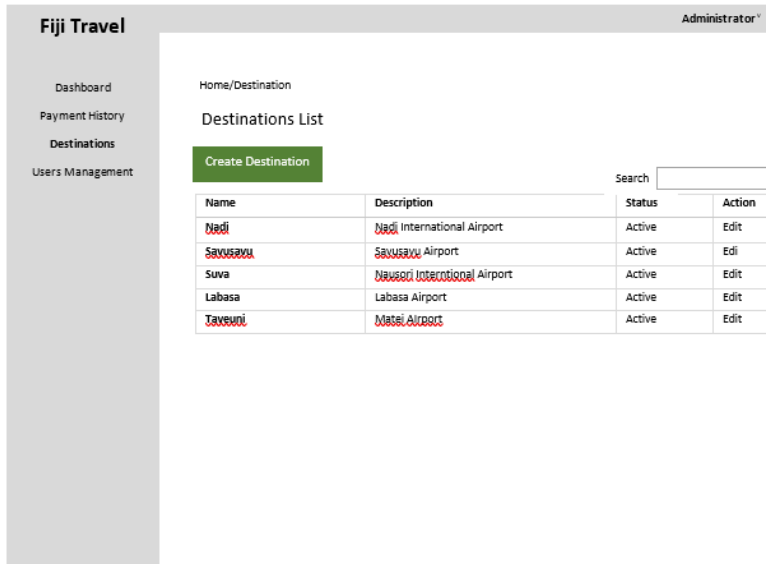 Fiji Travel
Administrator˅
Dashboard
Payment History
Destinations
Users Management
Home/Destination
Destinations List
Create Destination
Search
Name Description Status Action
Nadi Nadi International Airport Active Edit
Savusavu Savusavu Airport Active Edi
Suva Nausori Interntional Airport Active Edit
Labasa Labasa Airport Active Edit
Taveuni Matei Airport Active Edit